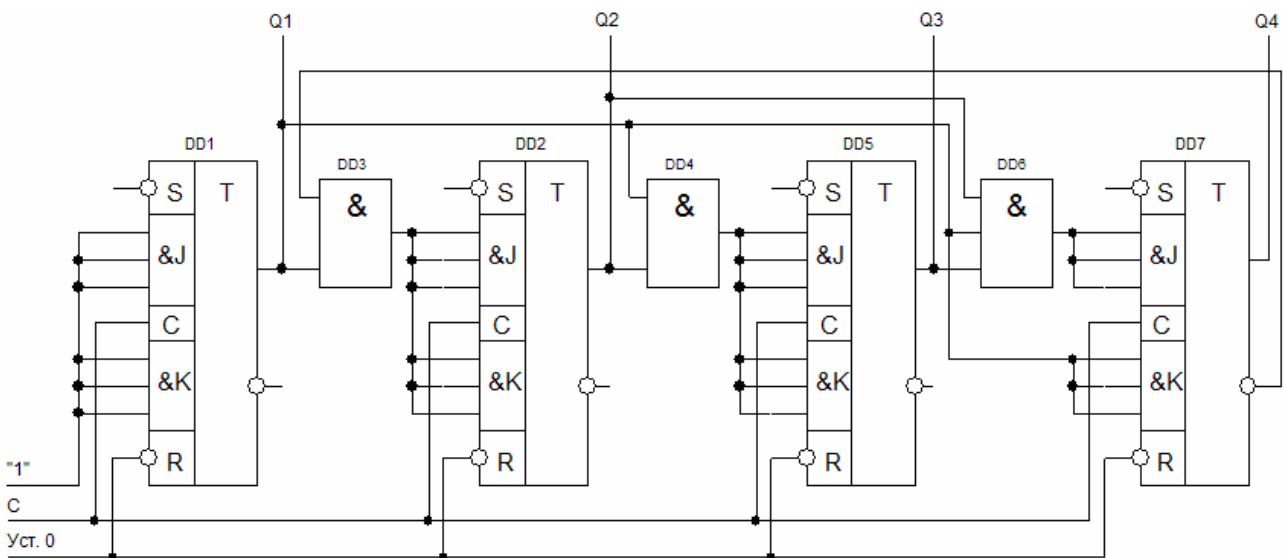 Q1 Q2 Q3 Q4
DD1 DD3 DD2 DD4 DD5 DD6 DD7
S T & S T & S T & S T
&J &J &J &J
C C C C
&K &K &K &K
R R R R
"1"
C
Уст. 0